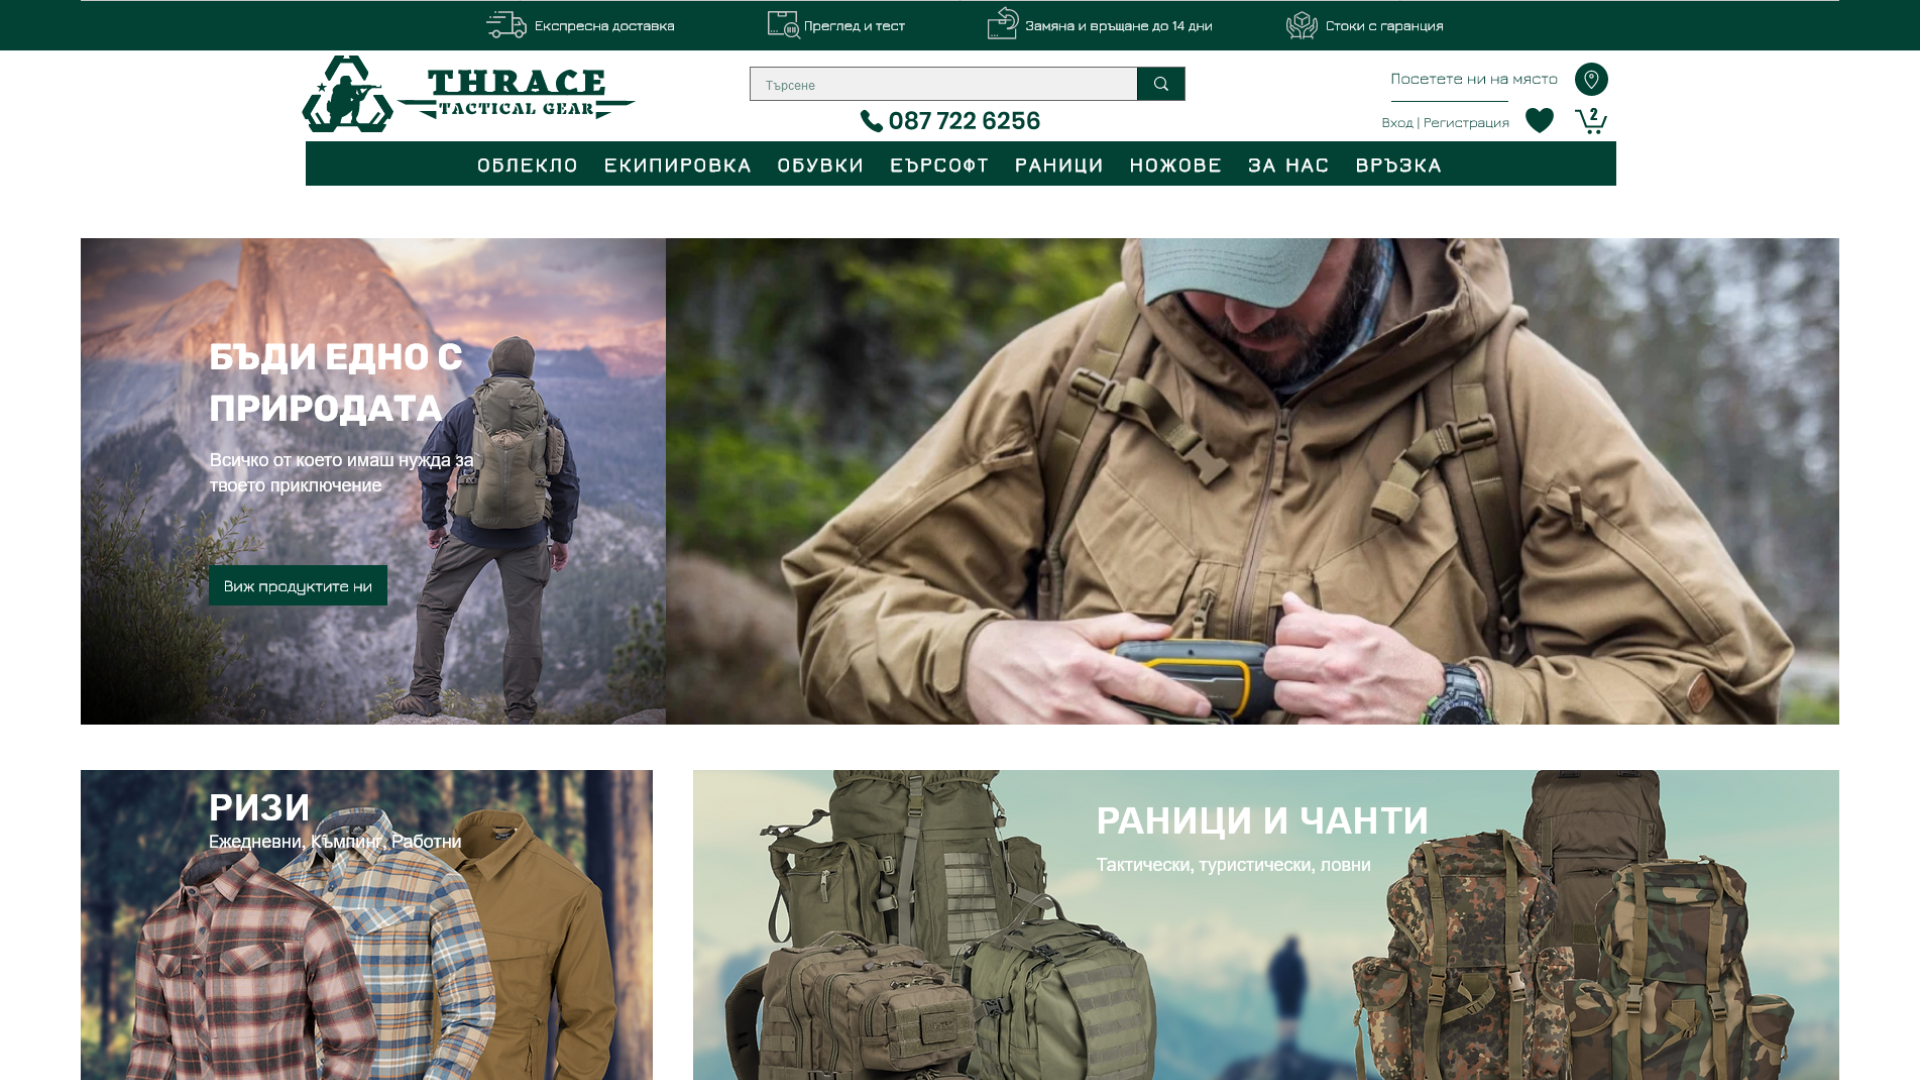 Експресна доставка
Преглед и тест
Замяна и връщане до 14 дни
Стоки с гаранция
THRACE
TACTICAL GEAR
Търсене
087 722 6256
Посетете ни на място
Вход | Регистрация
2
ОБЛЕКЛО ЕКИПИРОВКА ОБУВКИ ЕЪРСОФТ РАНИЦИ НОЖОВЕ ЗА НАС ВРЪЗКА
БЪДИ ЕДНО С
ПРИРОДАТА
Всичко от което имаш нужда за
твоето приключение
Виж продуктите ни
РИЗИ
Ежедневни, Къмпинг, Работни
РАНИЦИ И ЧАНТИ
Тактически, туристически, ловни